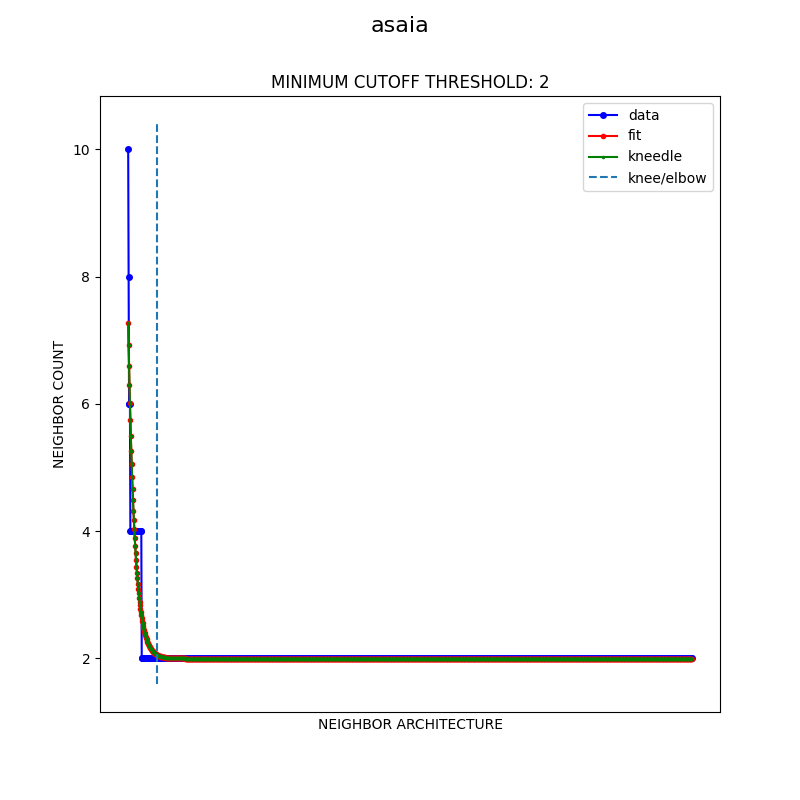 asaia
MINIMUM CUTOFF THRESHOLD: 2
data
fit
kneedle
knee/elbow
10
8
6
4
2
NEIGHBOR COUNT
NEIGHBOR ARCHITECTURE